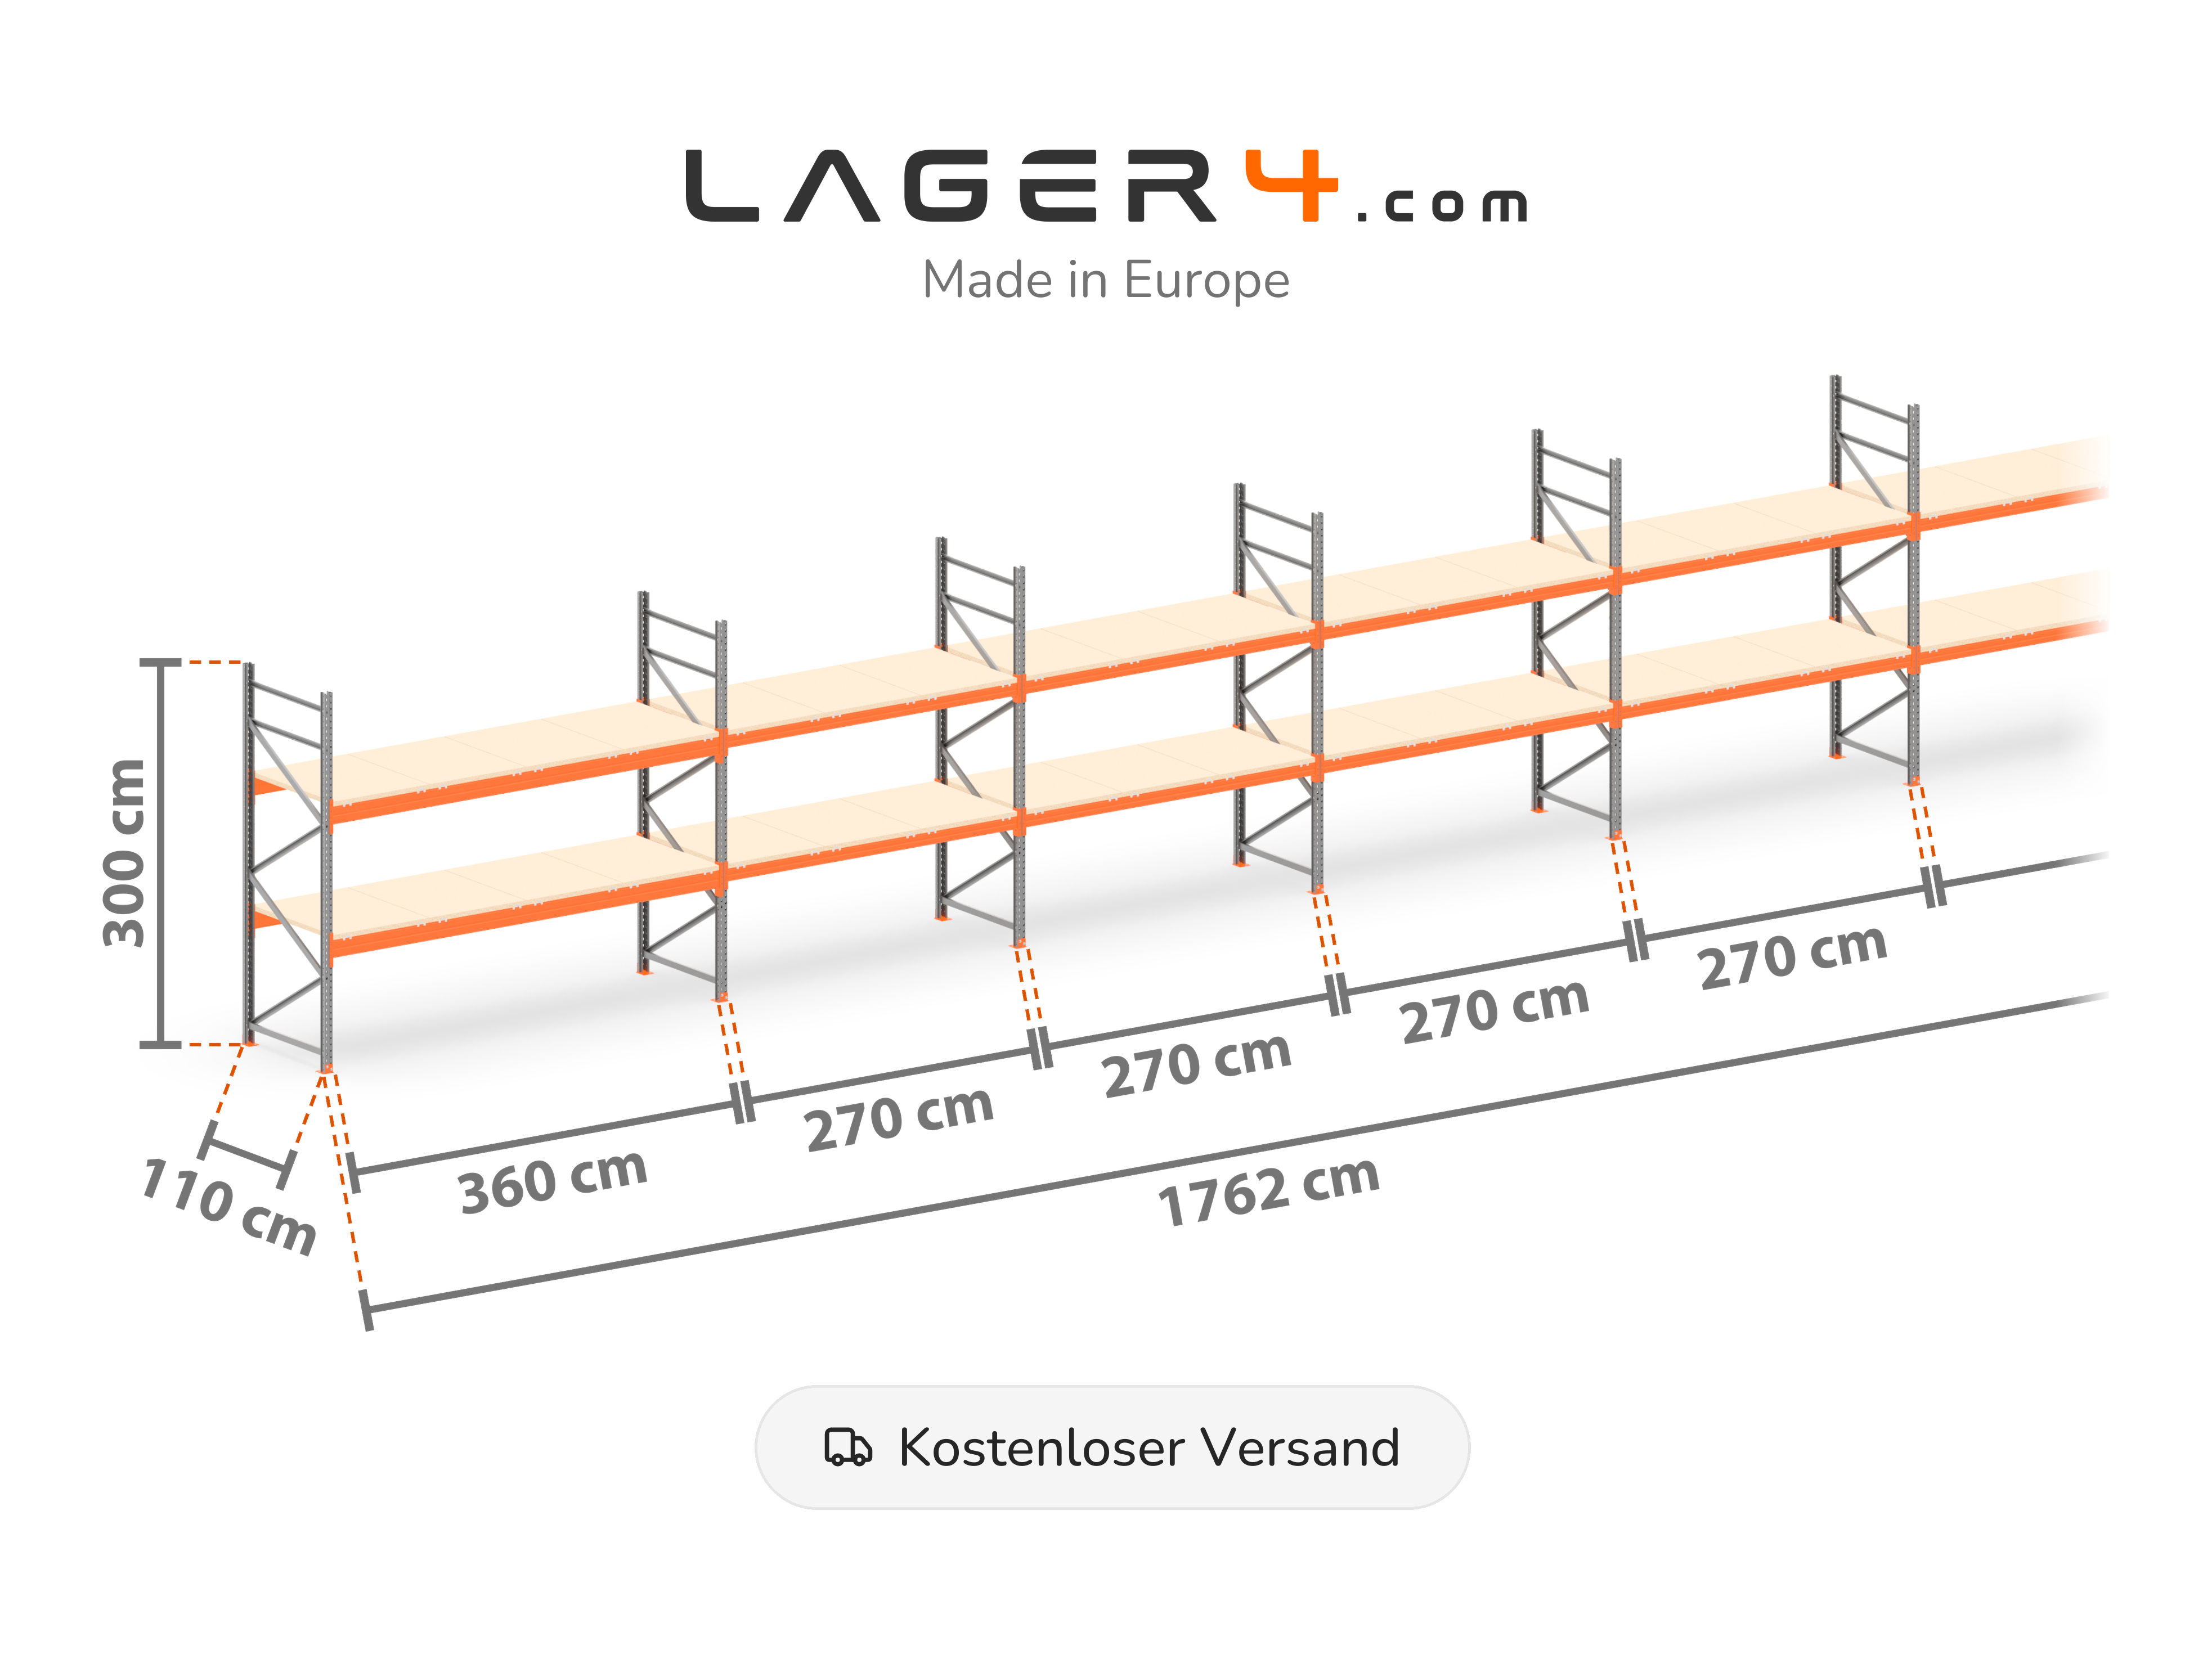 LAGER4.com
Made in Europe
300 cm
110 cm
360 cm
270 cm
270 cm
270 cm
270 cm
1762 cm
Kostenloser Versand